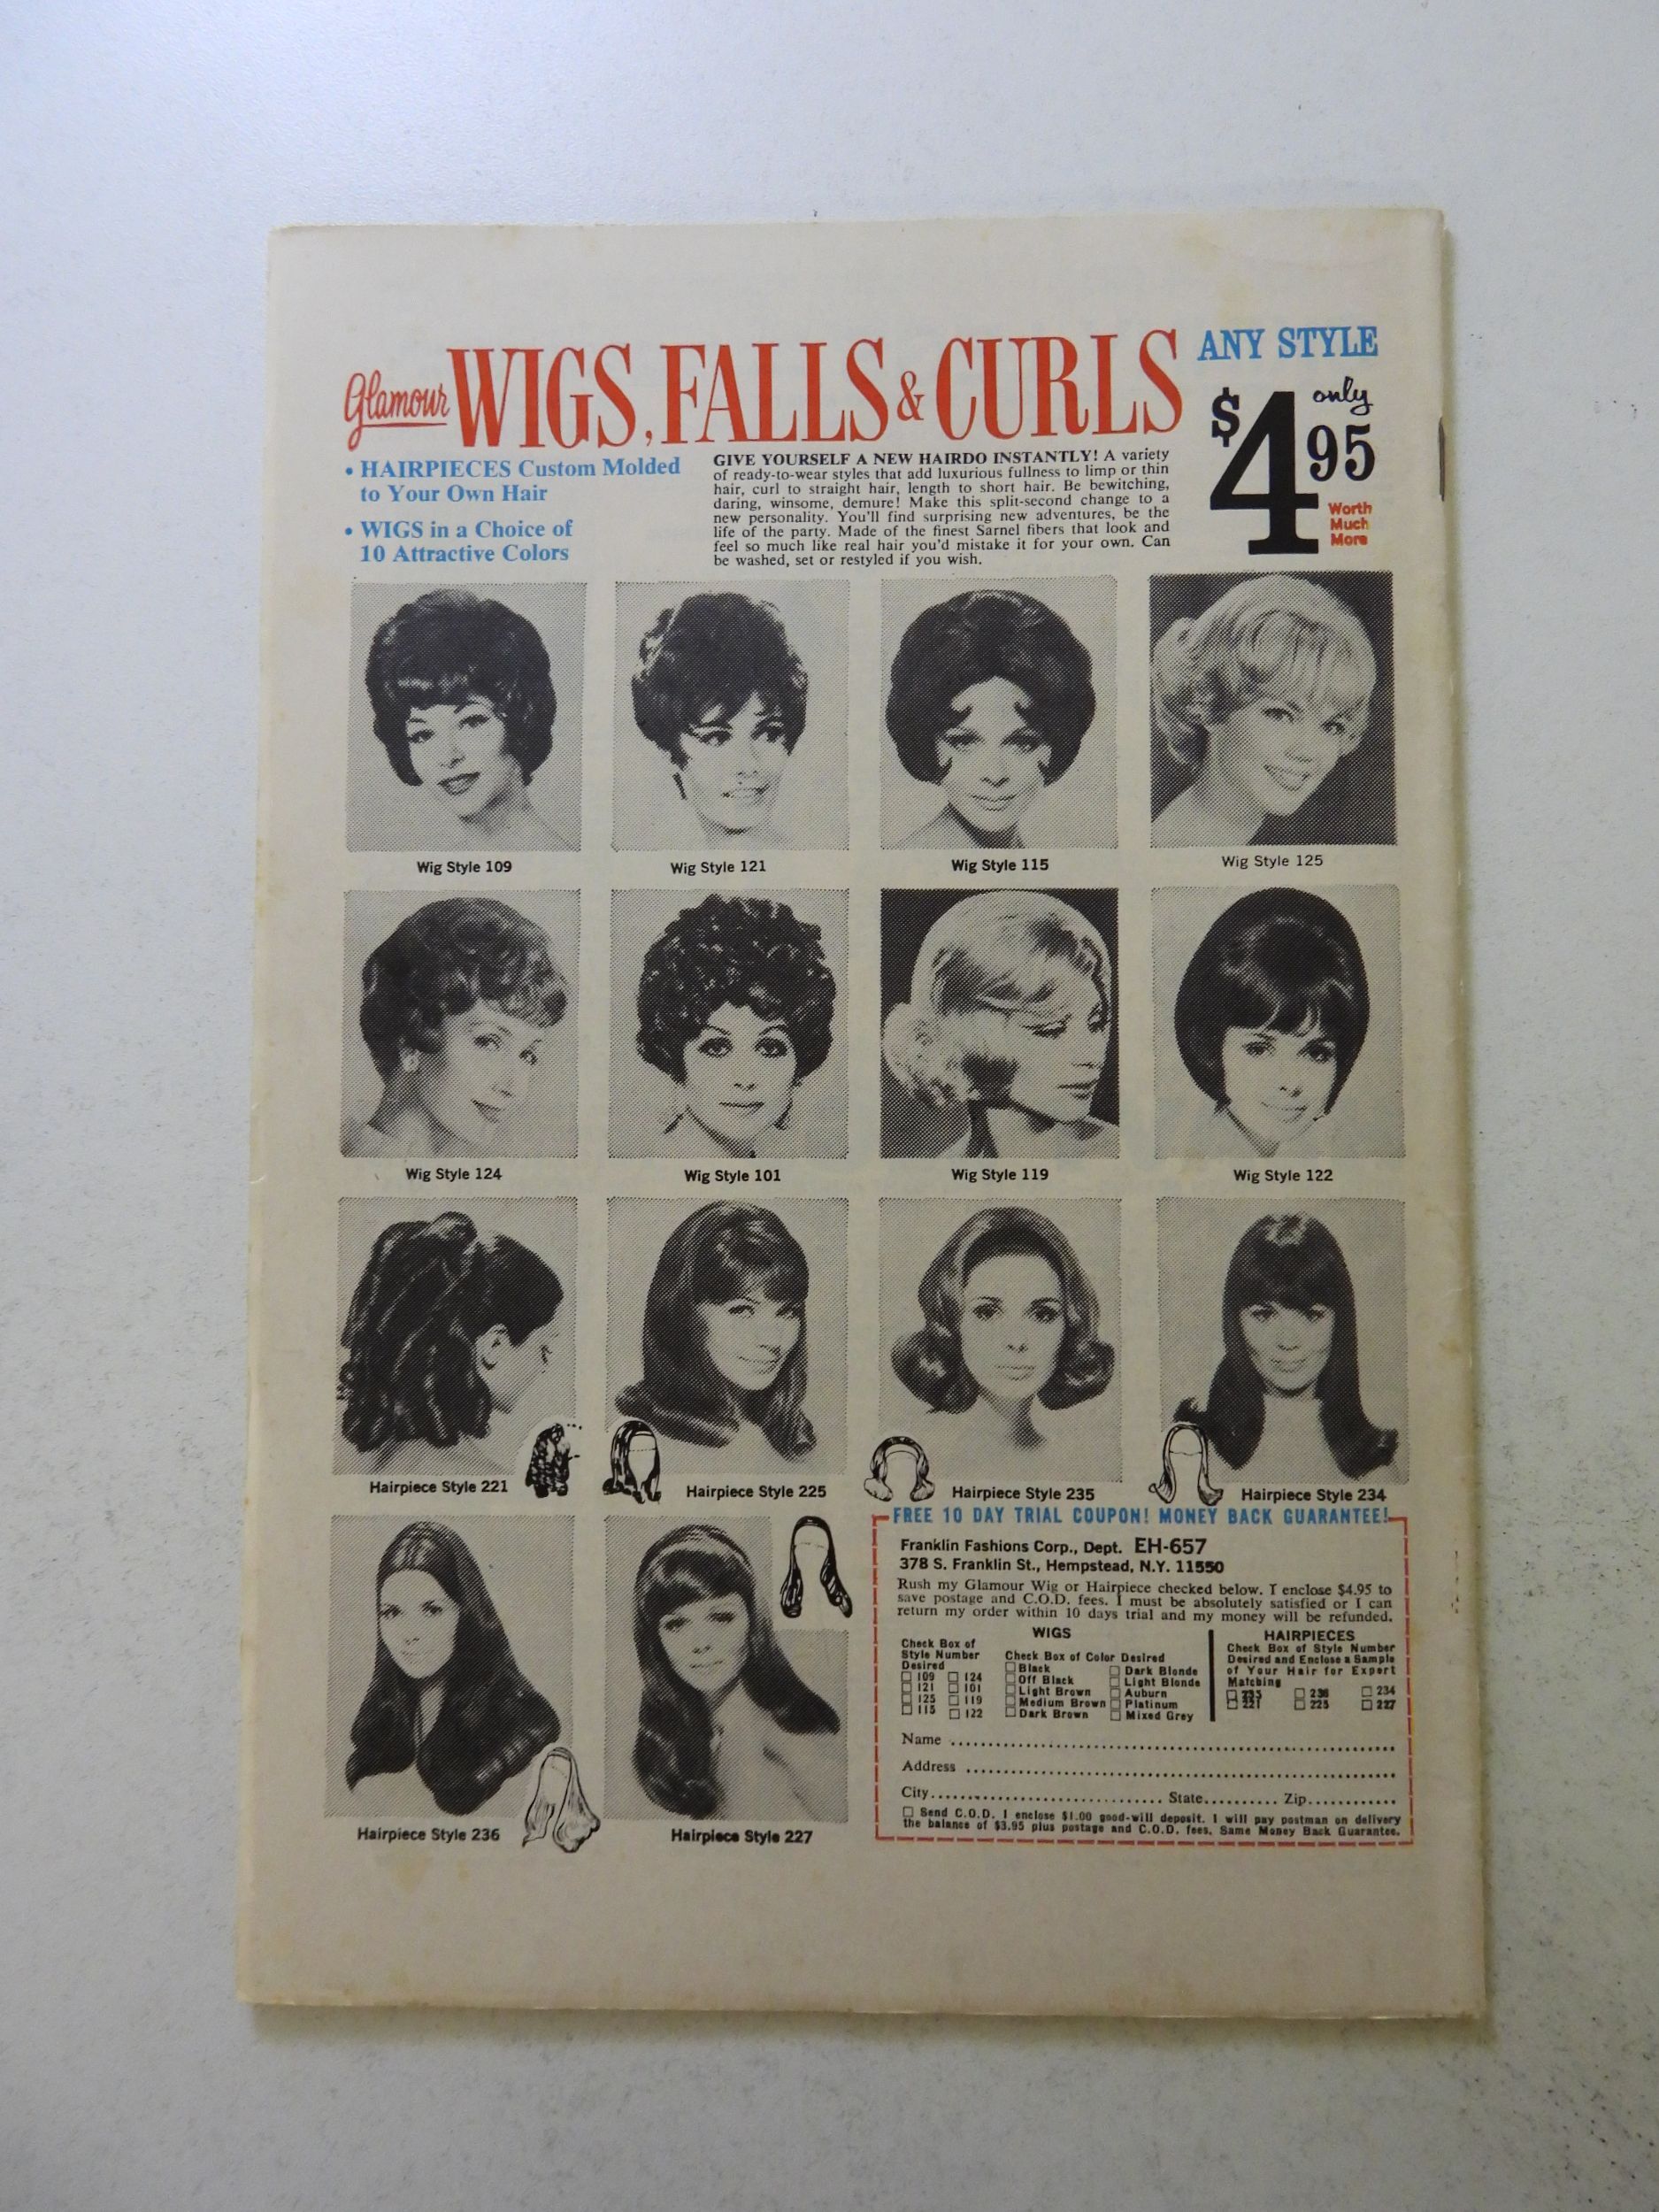 Glamour WIGS, FALLS & CURLS
ANY STYLE
only
$4 95
Worth
Much
More
• HAIRPIECES Custom Molded
to Your Own Hair
• WIGS in a Choice of
10 Attractive Colors
GIVE YOURSELF A NEW HAIRDO INSTANTLY! A variety
of ready-to-wear styles that add luxurious fullness to limp or thin
hair, curl to straight hair, length to short hair. Be bewitching,
daring, winsome, demure! Make this split-second change to a
new personality. You'll find surprising new adventures, be the
life of the party. Made of the finest Sarnel fibers that look and
feel so much like real hair you'd mistake it for your own. Can
be washed, set or restyled if you wish.
Wig Style 109
Wig Style 121
Wig Style 115
Wig Style 125
Wig Style 124
Wig Style 101
Wig Style 119
Wig Style 122
Hairpiece Style 221
Hairpiece Style 225
Hairpiece Style 235
Hairpiece Style 234
Hairpiece Style 236
Hairpiece Style 227
FREE 10 DAY TRIAL COUPON! MONEY BACK GUARANTEE!
Franklin Fashions Corp., Dept. EH-657
378 S. Franklin St., Hempstead, N.Y. 11550
Rush my Glamour Wig or Hairpiece checked below. I enclose $4.95 to
save postage and C.O.D. fees. I must be absolutely satisfied or I can
return my order within 10 days trial and my money will be refunded.
WIGS
Check Box of
Style Number
Desired
109 124
121 101
125 119
115 122
Check Box of Color Desired
Black Dark Blonde
Off Black Light Blonde
Light Brown Auburn
Medium Brown Platinum
Dark Brown Mixed Grey
HAIRPIECES
Check Box of Style Number
Desired and Enclose a Sample
of Your Hair for Expert
Matching
235 236 234
221 225 227
Name
Address
City State Zip
Send C.O.D. I enclose $1.00 good-will deposit. I will pay postman on delivery
the balance of $3.95 plus postage and C.O.D. fees. Same Money Back Guarantee.